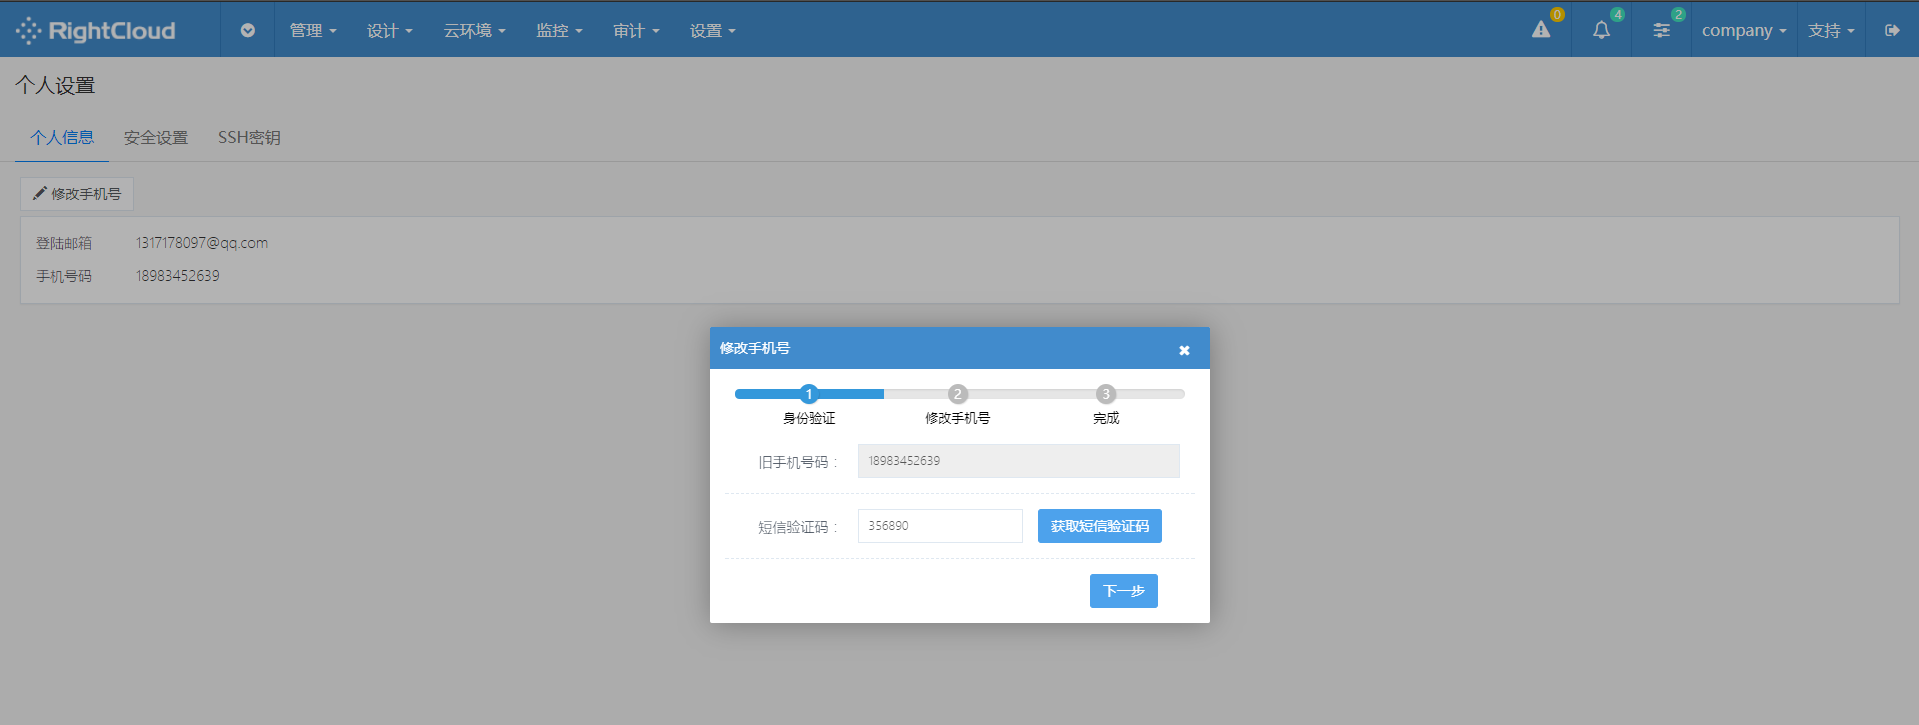 RightCloud 管理 设计 云环境 监控 审计 设置 0 4 2 company 支持
个人设置
个人信息 安全设置 SSH密钥
修改手机号
登陆邮箱 1317178097@qq.com
手机号码 18983452639
修改手机号
1 2 3
身份验证 修改手机号 完成
旧手机号码： 18983452639
短信验证码： 356890 获取短信验证码
下一步